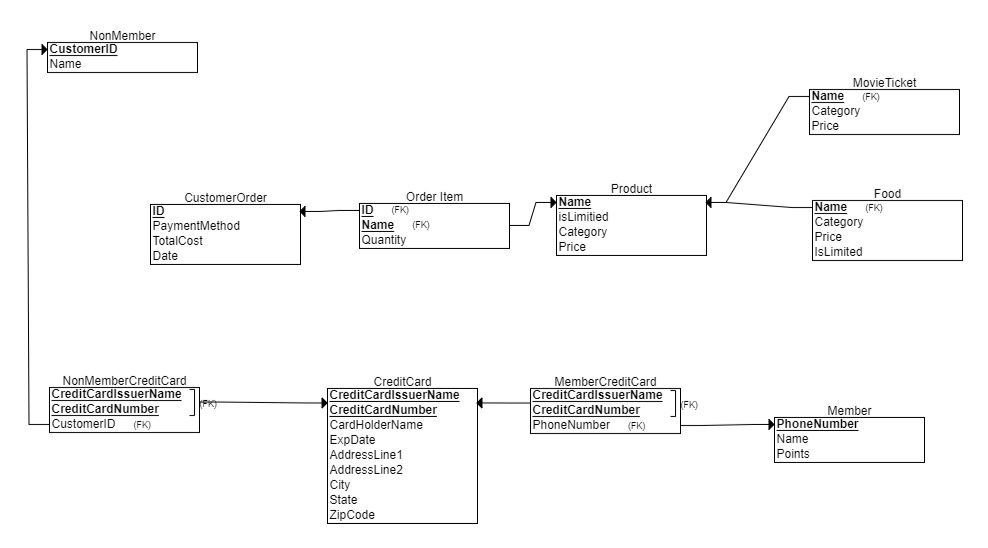 NonMember
CustomerID
Name
MovieTicket
Name (FK)
Category
Price
CustomerOrder
ID
PaymentMethod
TotalCost
Date
Order Item
ID (FK)
Name (FK)
Quantity
Product
Name
isLimitied
Category
Price
Food
Name (FK)
Category
Price
IsLimited
NonMemberCreditCard
CreditCardIssuerName
CreditCardNumber
(FK)
CustomerID (FK)
CreditCard
CreditCardIssuerName
CreditCardNumber
CardHolderName
ExpDate
AddressLine1
AddressLine2
City
State
ZipCode
MemberCreditCard
CreditCardIssuerName
CreditCardNumber
(FK)
PhoneNumber (FK)
Member
PhoneNumber
Name
Points